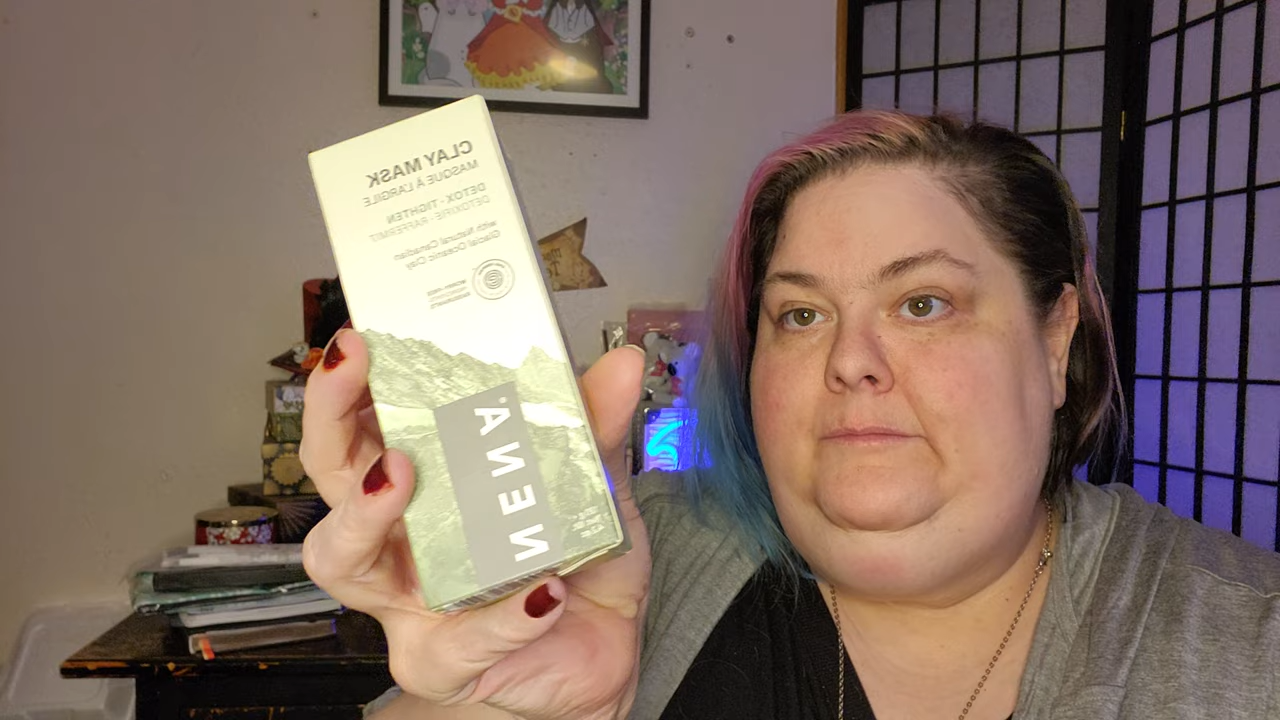 CLAY MASK
MASQUE À L'ARGILE
DETOX · TIGHTEN
DÉTOXIFIE · RAFFERMIT
with Natural Canadian
Glacial Oceanic Clay
NENA